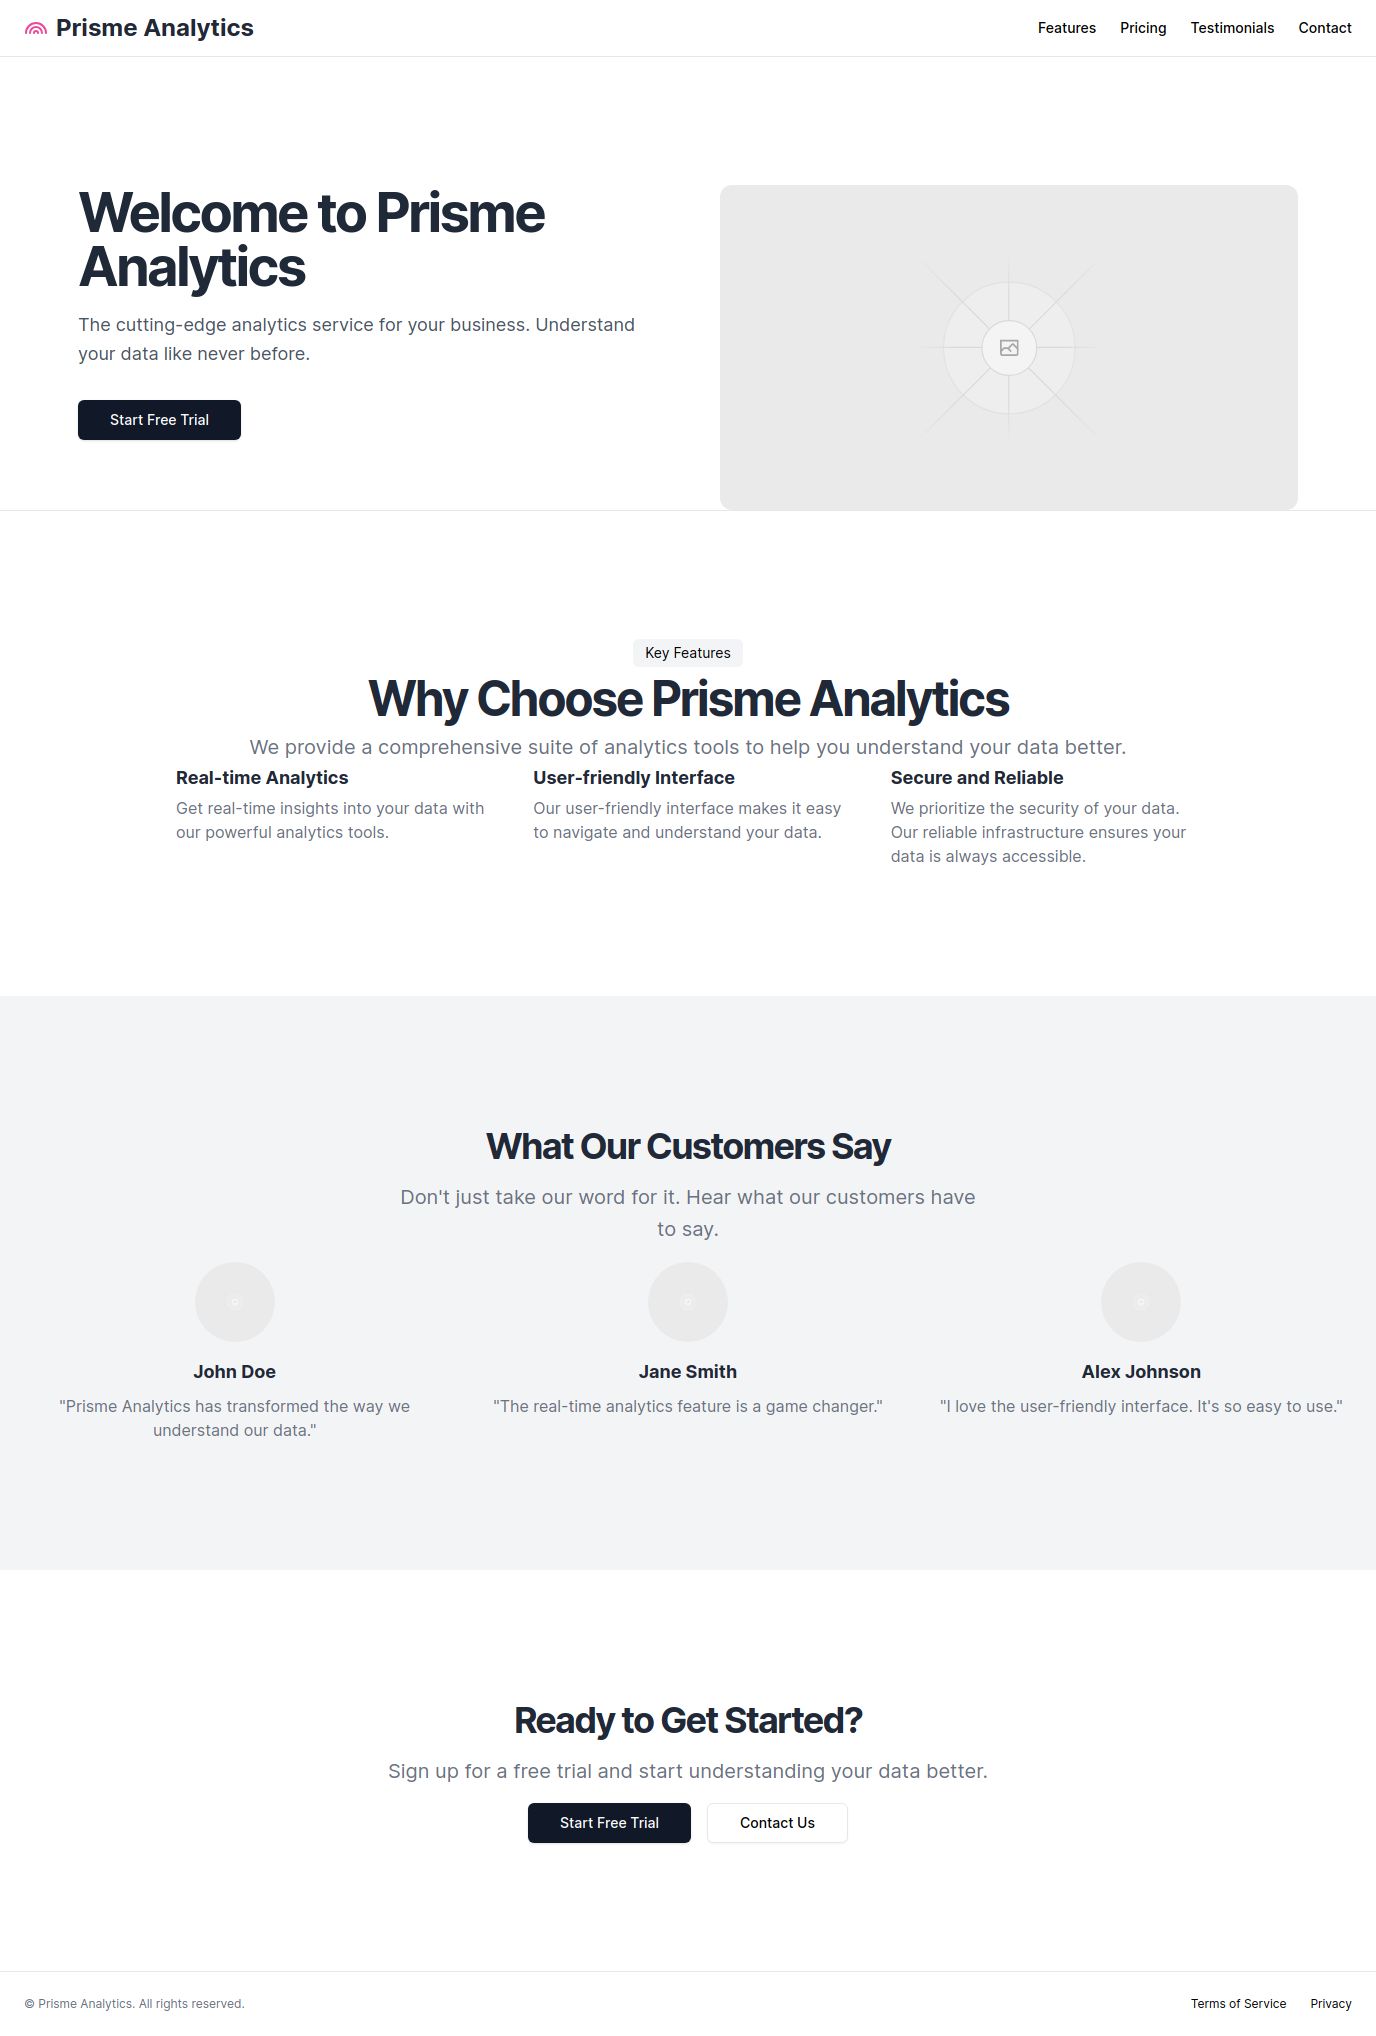 Prisme Analytics
Features Pricing Testimonials Contact
Welcome to Prisme
Analytics
The cutting-edge analytics service for your business. Understand
your data like never before.
Start Free Trial
Key Features
Why Choose Prisme Analytics
We provide a comprehensive suite of analytics tools to help you understand your data better.
Real-time Analytics
Get real-time insights into your data with
our powerful analytics tools.
User-friendly Interface
Our user-friendly interface makes it easy
to navigate and understand your data.
Secure and Reliable
We prioritize the security of your data.
Our reliable infrastructure ensures your
data is always accessible.
What Our Customers Say
Don't just take our word for it. Hear what our customers have
to say.
John Doe
"Prisme Analytics has transformed the way we
understand our data."
Jane Smith
"The real-time analytics feature is a game changer."
Alex Johnson
"I love the user-friendly interface. It's so easy to use."
Ready to Get Started?
Sign up for a free trial and start understanding your data better.
Start Free Trial
Contact Us
© Prisme Analytics. All rights reserved.
Terms of Service Privacy